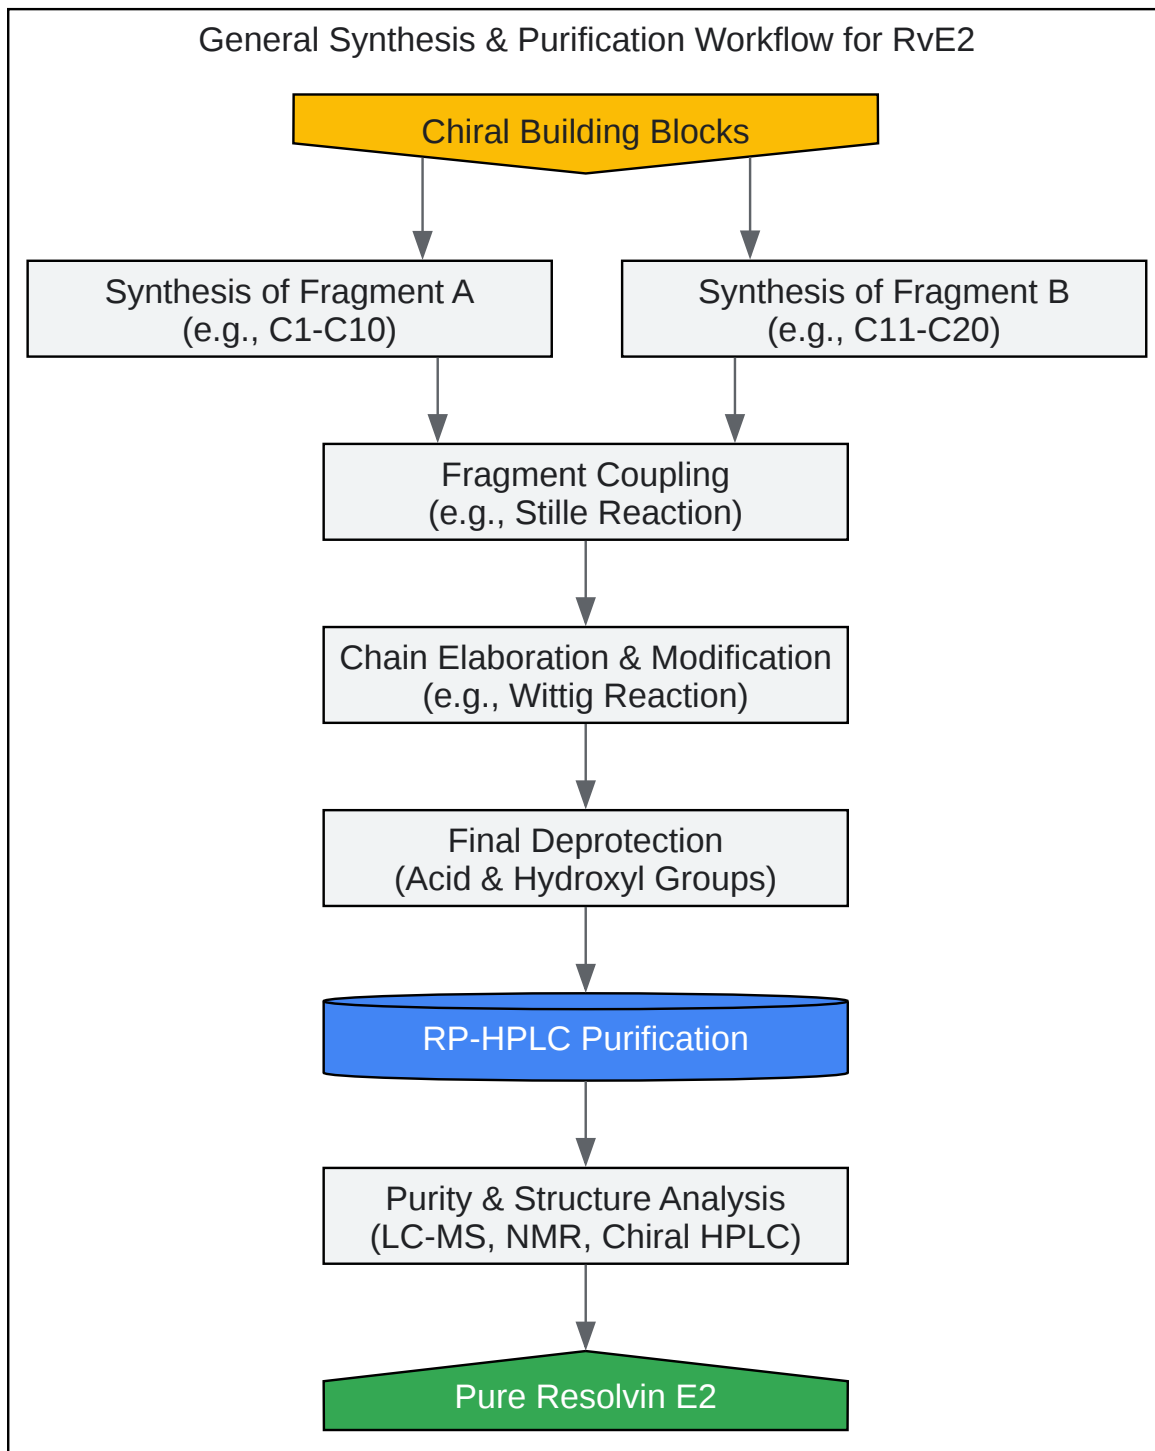 General Synthesis & Purification Workflow for RvE2
Chiral Building Blocks
Synthesis of Fragment A
(e.g., C1-C10)
Synthesis of Fragment B
(e.g., C11-C20)
Fragment Coupling
(e.g., Stille Reaction)
Chain Elaboration & Modification
(e.g., Wittig Reaction)
Final Deprotection
(Acid & Hydroxyl Groups)
RP-HPLC Purification
Purity & Structure Analysis
(LC-MS, NMR, Chiral HPLC)
Pure Resolvin E2